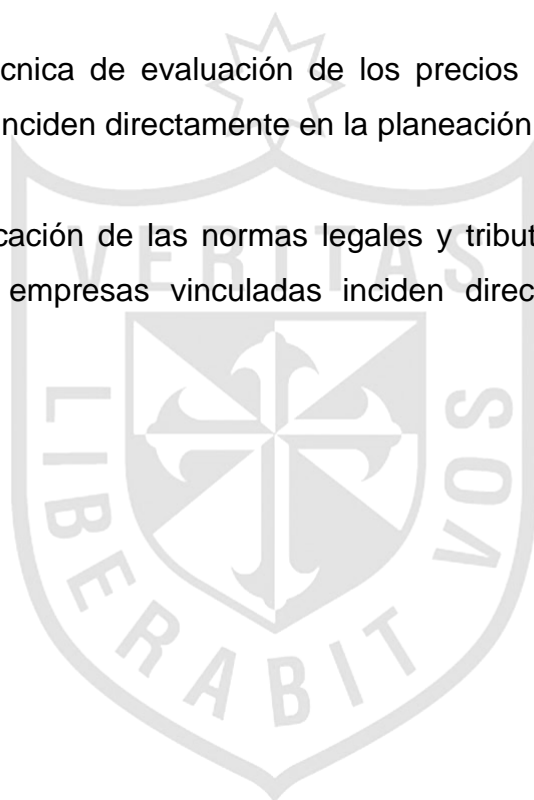 cnica de evaluación de los precios
inciden directamente en la planeación
cación de las normas legales y tribut
empresas vinculadas inciden direc
VERITAS
LIBERABIT VOS